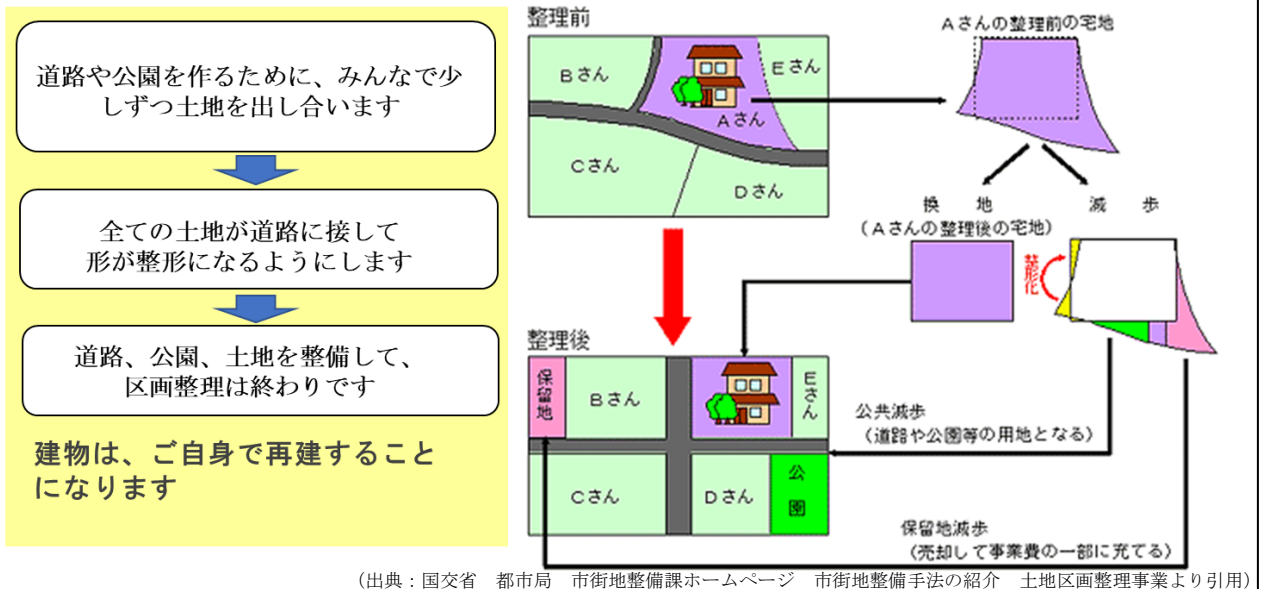 道路や公園を作るために、みんなで少
しずつ土地を出し合います
全ての土地が道路に接して
形が整形になるようにします
道路、公園、土地を整備して、
区画整理は終わりです
建物は、ご自身で再建すること
になります
整理前
Bさん
Eさん
Aさん
Cさん
Dさん
Aさんの整理前の宅地
換　地
(Aさんの整理後の宅地)
減　歩
整形化
整理後
保留地
Bさん
Eさん
Cさん
Dさん
公
園
公共減歩
(道路や公園等の用地となる)
保留地減歩
(売却して事業費の一部に充てる)
(出典：国交省　都市局　市街地整備課ホームページ　市街地整備手法の紹介　土地区画整理事業より引用)